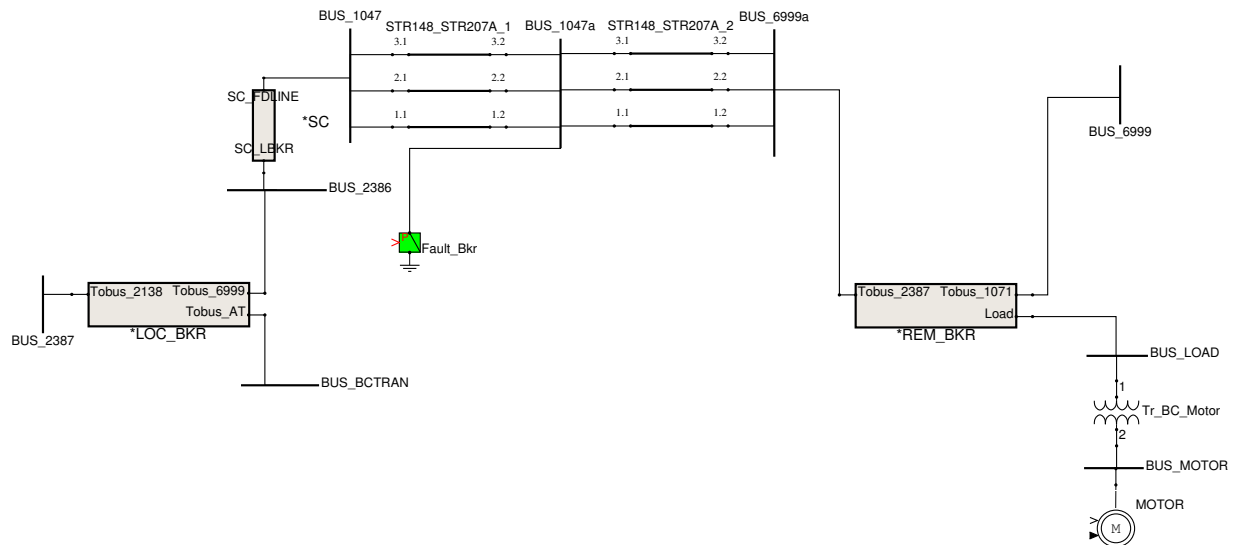 BUS_1047
STR148_STR207A_1
BUS_1047a
STR148_STR207A_2
BUS_6999a
3.1
3.2
3.1
3.2
2.1
2.2
2.1
2.2
1.1
1.2
1.1
1.2
SC_FDLINE
*SC
SC_LBKR
BUS_6999
BUS_2386
Fault_Bkr
Tobus_2138
Tobus_6999
Tobus_AT
*LOC_BKR
BUS_2387
BUS_BCTRAN
Tobus_2387
Tobus_1071
Load
*REM_BKR
BUS_LOAD
1
Tr_BC_Motor
2
BUS_MOTOR
MOTOR
M